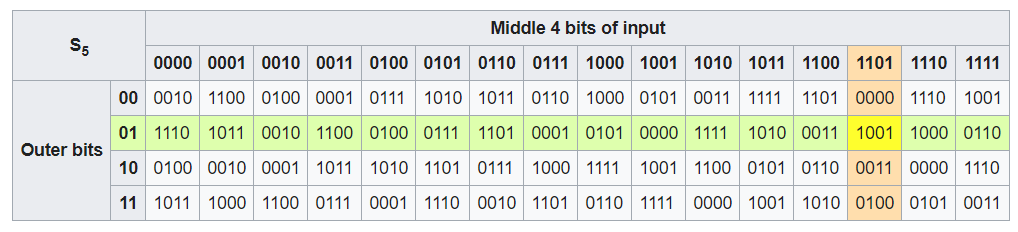 S5 Middle 4 bits of input
0000 0001 0010 0011 0100 0101 0110 0111 1000 1001 1010 1011 1100 1101 1110 1111
Outer bits
00 0010 1100 0100 0001 0111 1010 1011 0110 1000 0101 0011 1111 1101 0000 1110 1001
01 1110 1011 0010 1100 0100 0111 1101 0001 0101 0000 1111 1010 0011 1001 1000 0110
10 0100 0010 0001 1011 1010 1101 0111 1000 1111 1001 1100 0101 0110 0011 0000 1110
11 1011 1000 1100 0111 0001 1110 0010 1101 0110 1111 0000 1001 1010 0100 0101 0011